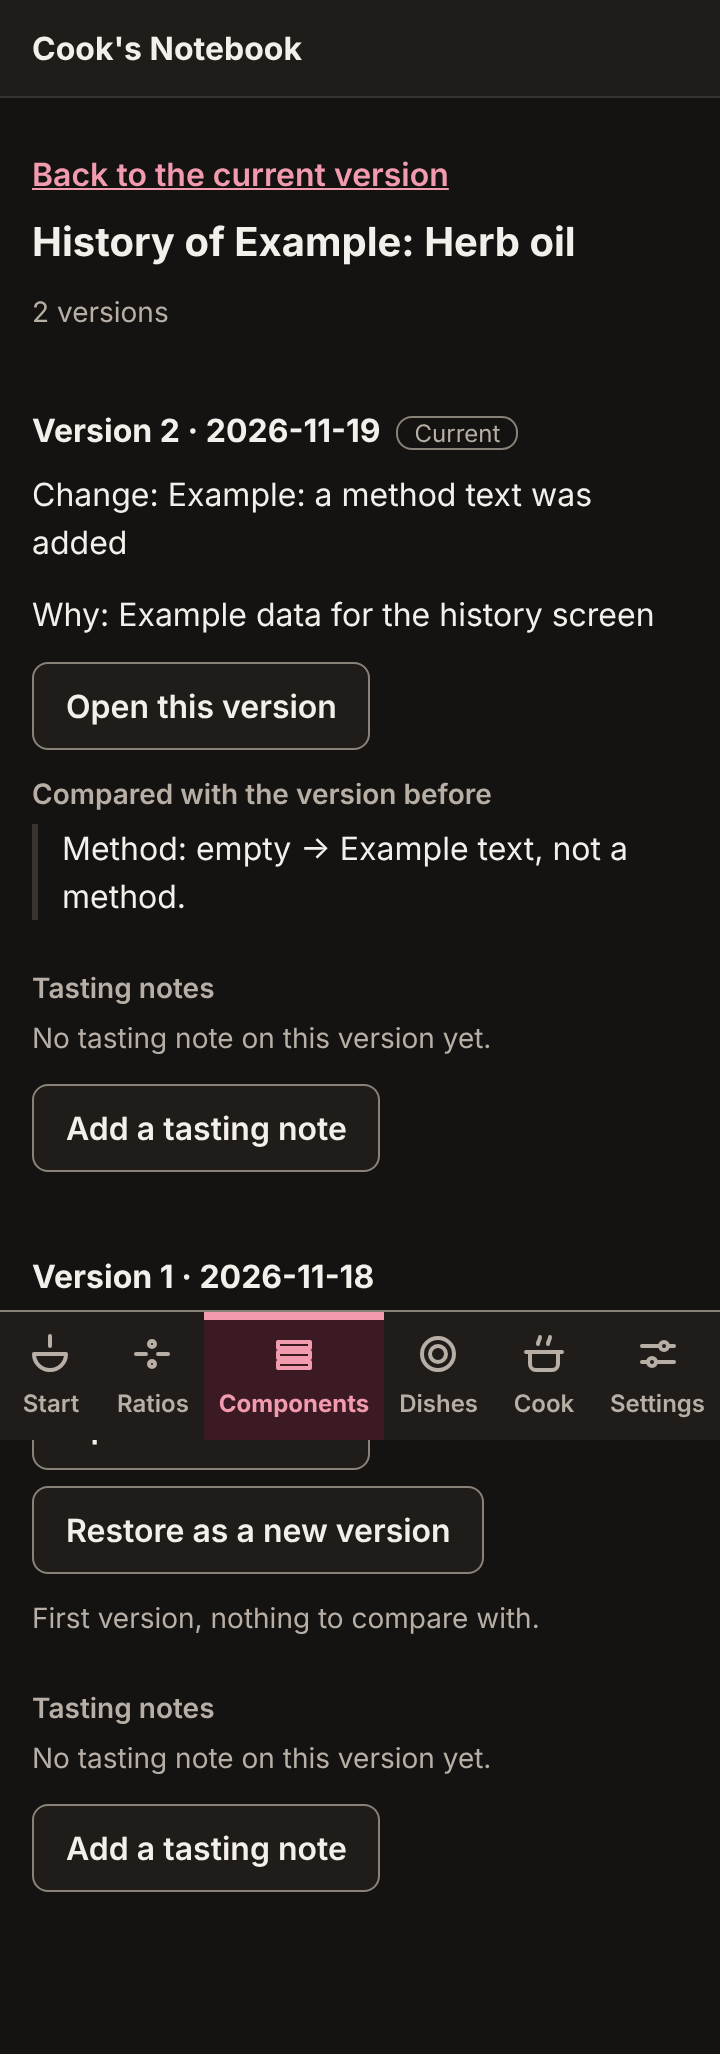 Cook's Notebook
Back to the current version
History of Example: Herb oil
2 versions
Version 2 · 2026-11-19 Current
Change: Example: a method text was
added
Why: Example data for the history screen
Open this version
Compared with the version before
Method: empty → Example text, not a
method.
Tasting notes
No tasting note on this version yet.
Add a tasting note
Version 1 · 2026-11-18
Start Ratios Components Dishes Cook Settings
Restore as a new version
First version, nothing to compare with.
Tasting notes
No tasting note on this version yet.
Add a tasting note